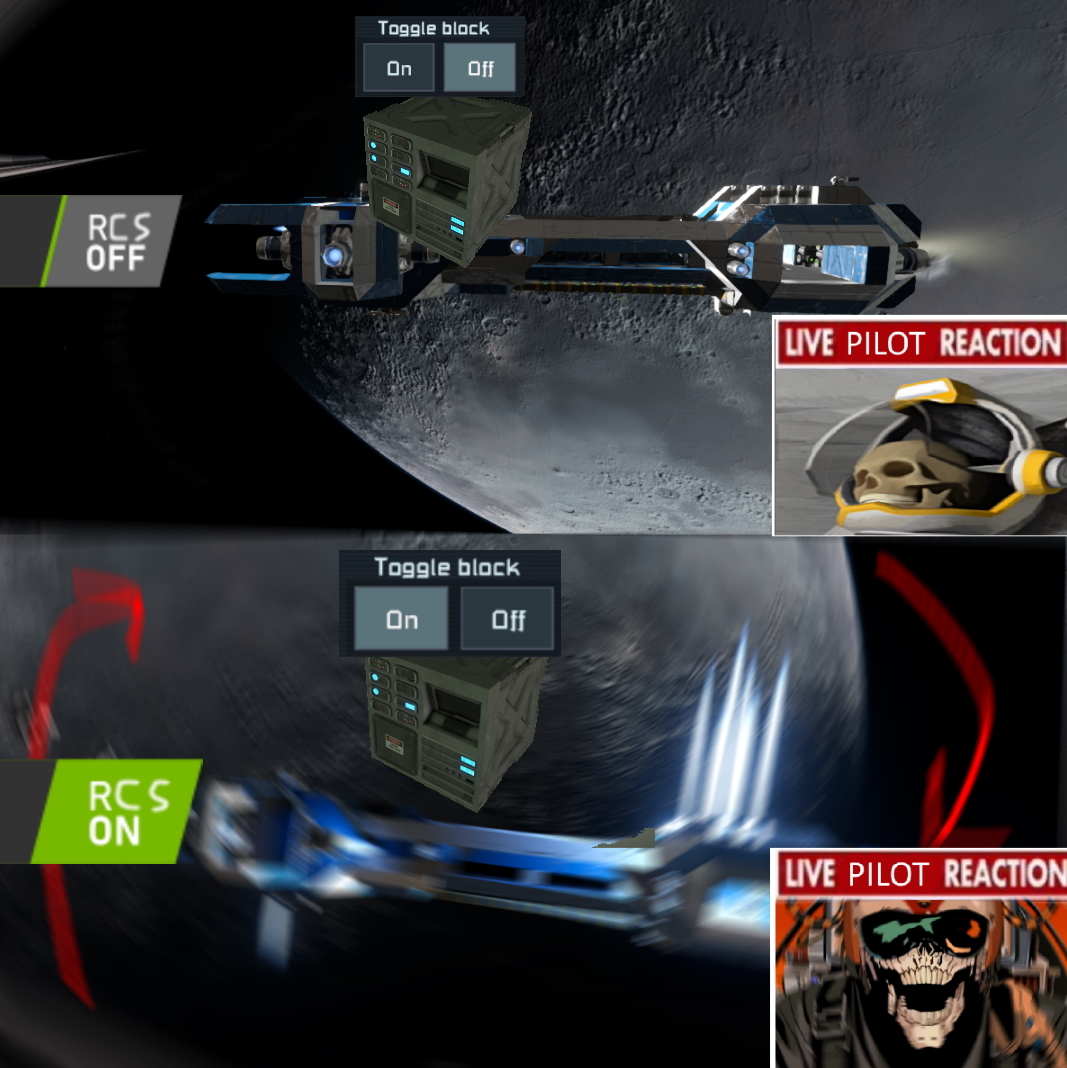 Toggle block
On Off
RCS
OFF
LIVE PILOT REACTION
Toggle block
On Off
RCS
ON
LIVE PILOT REACTION